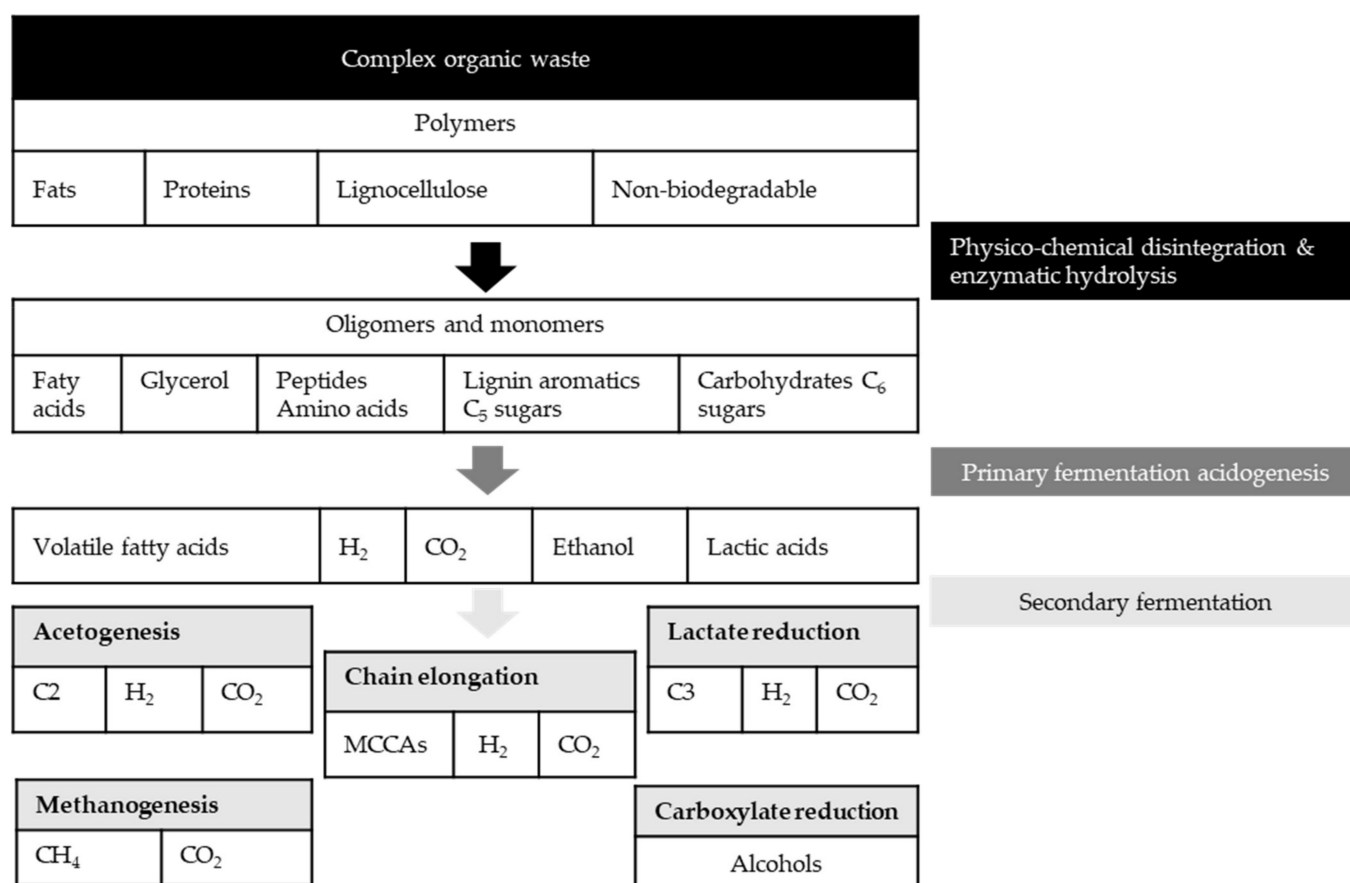 Complex organic waste
Polymers
Fats
Proteins
Lignocellulose
Non-biodegradable
Physico-chemical disintegration &
enzymatic hydrolysis
Oligomers and monomers
Faty
acids
Glycerol
Peptides
Amino acids
Lignin aromatics
C₅ sugars
Carbohydrates C₆
sugars
Primary fermentation acidogenesis
Volatile fatty acids
H₂
CO₂
Ethanol
Lactic acids
Secondary fermentation
Acetogenesis
C2
H₂
CO₂
Chain elongation
MCCAs
H₂
CO₂
Lactate reduction
C3
H₂
CO₂
Methanogenesis
CH₄
CO₂
Carboxylate reduction
Alcohols